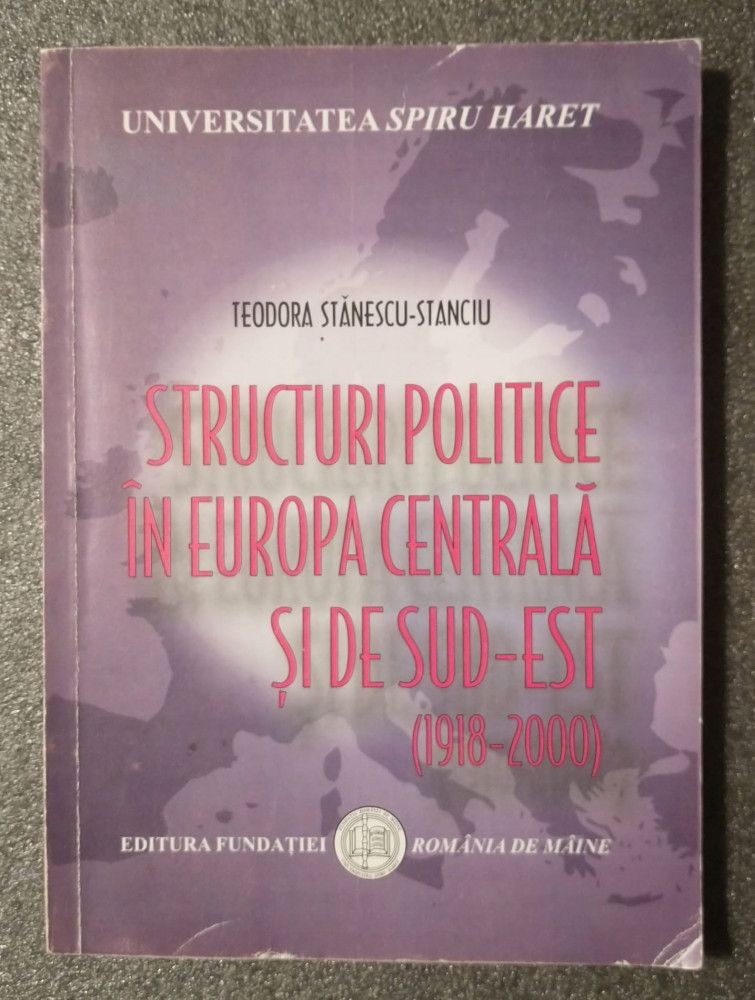 UNIVERSITATEA SPIRU HARET
TEODORA STĂNESCU-STANCIU
STRUCTURI POLITICE
ÎN EUROPA CENTRALĂ
ȘI DE SUD-EST
(1918-2000)
EDITURA FUNDAȚIEI ROMÂNIA DE MÂINE